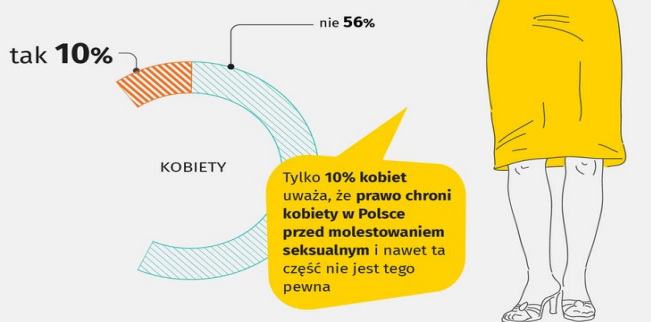 nie 56%
tak 10%
KOBIETY
Tylko 10% kobiet
uważa, że prawo chroni
kobiety w Polsce
przed molestowaniem
seksualnym i nawet ta
część nie jest tego
pewna